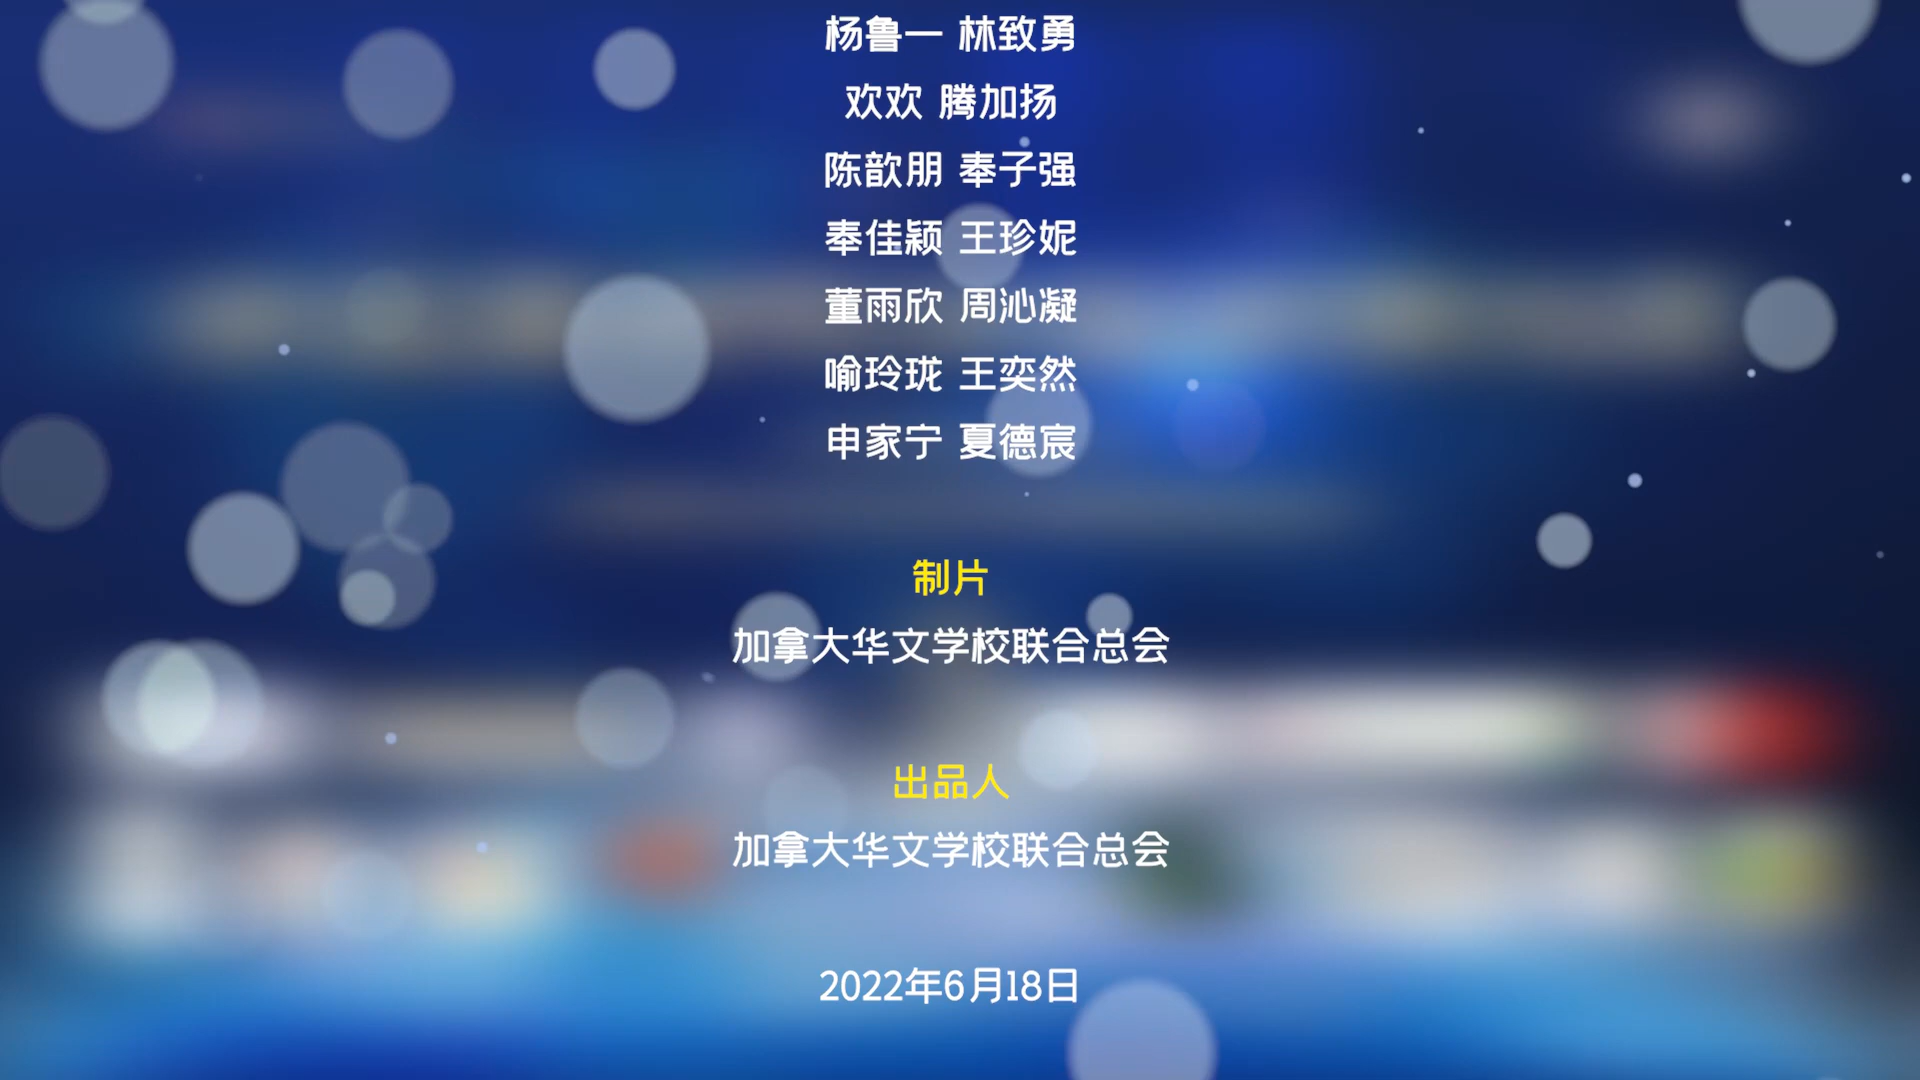 杨鲁一 林致勇
欢欢 腾加扬
陈歆朋 奉子强
奉佳颖 王珍妮
董雨欣 周沁凝
喻玲珑 王奕然
申家宁 夏德宸
制片
加拿大华文学校联合总会
出品人
加拿大华文学校联合总会
2022年6月18日